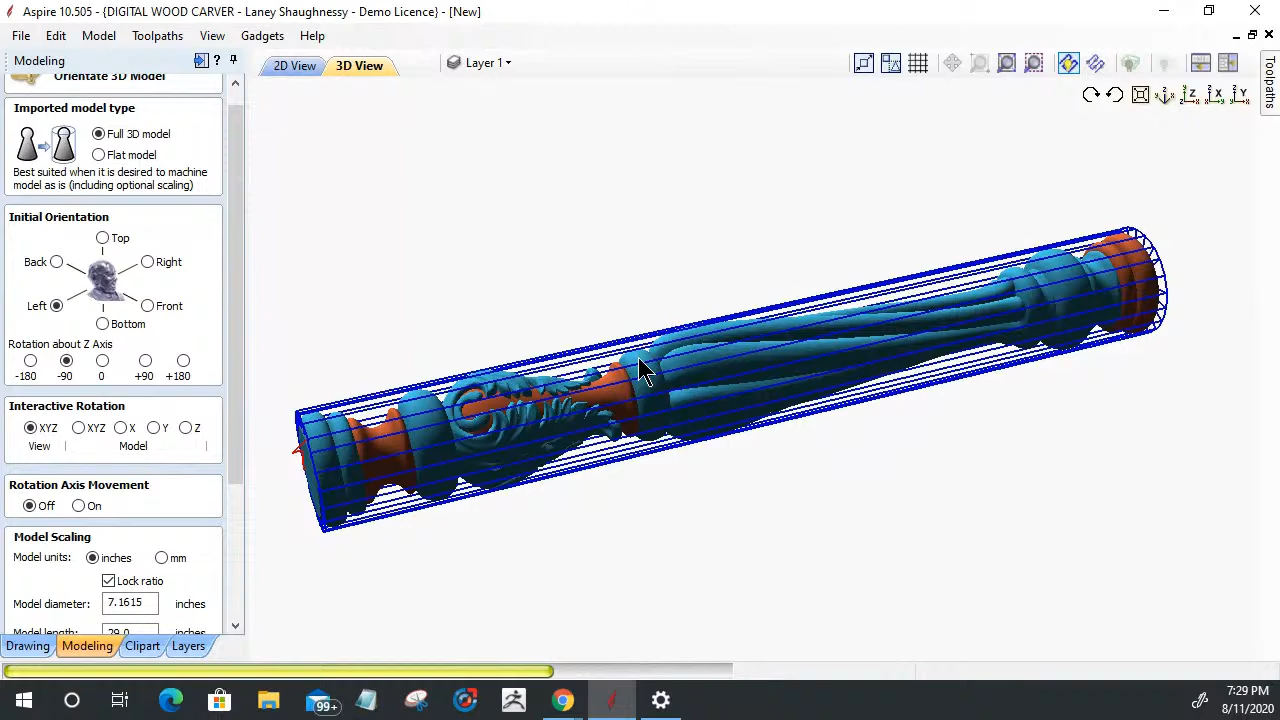 Aspire 10.505 - {DIGITAL WOOD CARVER - Laney Shaughnessy - Demo Licence} - [New]
File Edit Model Toolpaths View Gadgets Help
Modeling
2D View 3D View Layer 1
Orientate 3D Model
Imported model type
Full 3D model
Flat model
Best suited when it is desired to machine
model as is (including optional scaling)
Initial Orientation
Top
Back Right
Left Front
Bottom
Rotation about Z Axis
-180 -90 0 +90 +180
Interactive Rotation
XYZ XYZ X Y Z
View Model
Rotation Axis Movement
Off On
Model Scaling
Model units: inches mm
Lock ratio
Model diameter: 7.1615 inches
Model length: 29.0 inches
Drawing Modeling Clipart Layers
Toolpaths
Z X Y
99+
7:29 PM
8/11/2020